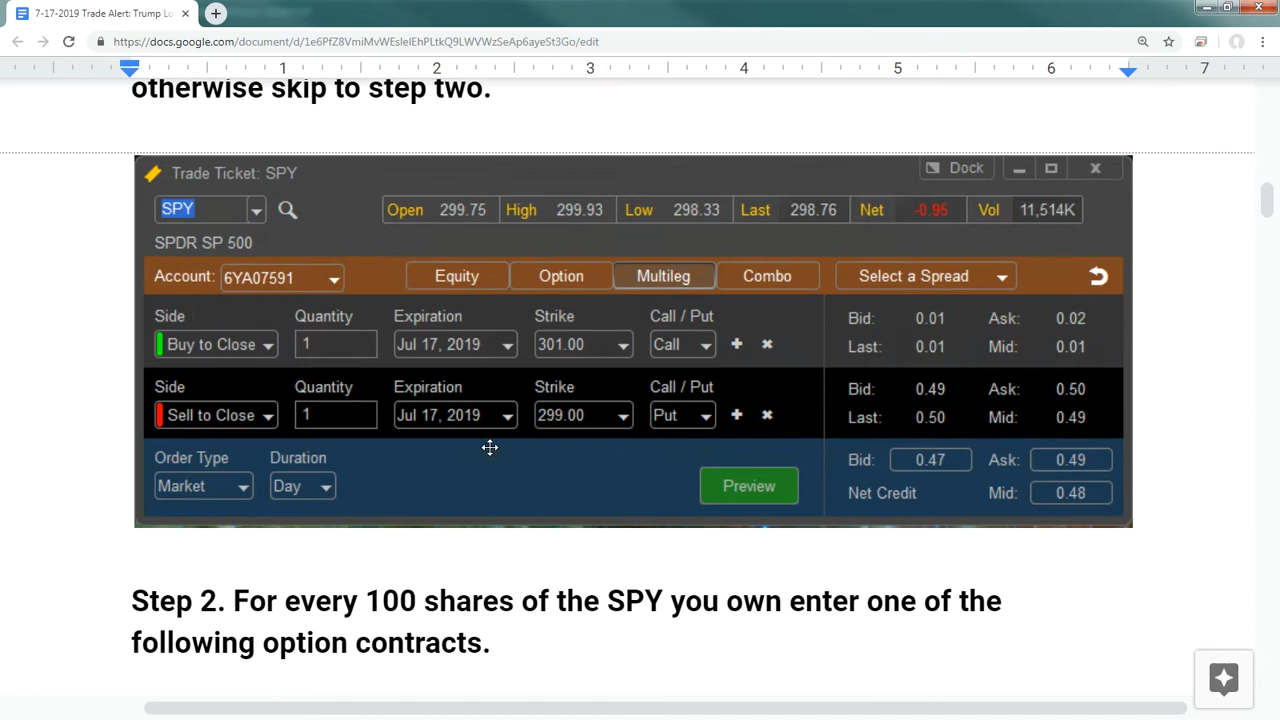 7-17-2019 Trade Alert: Trump Lo
https://docs.google.com/document/d/1e6PfZ8VmiMvWEsleIEhPLtkQ9LWVWzSeAp6ayeSt3Go/edit
1 2 3 4 5 6 7
otherwise skip to step two.
Trade Ticket: SPY Dock
SPY Open 299.75 High 299.93 Low 298.33 Last 298.76 Net -0.95 Vol 11,514K
SPDR SP 500
Account: 6YA07591 Equity Option Multileg Combo Select a Spread
Side Quantity Expiration Strike Call / Put Bid: 0.01 Ask: 0.02
Buy to Close 1 Jul 17, 2019 301.00 Call Last: 0.01 Mid: 0.01
Side Quantity Expiration Strike Call / Put Bid: 0.49 Ask: 0.50
Sell to Close 1 Jul 17, 2019 299.00 Put Last: 0.50 Mid: 0.49
Order Type Duration Bid: 0.47 Ask: 0.49
Market Day Preview Net Credit Mid: 0.48
Step 2. For every 100 shares of the SPY you own enter one of the
following option contracts.